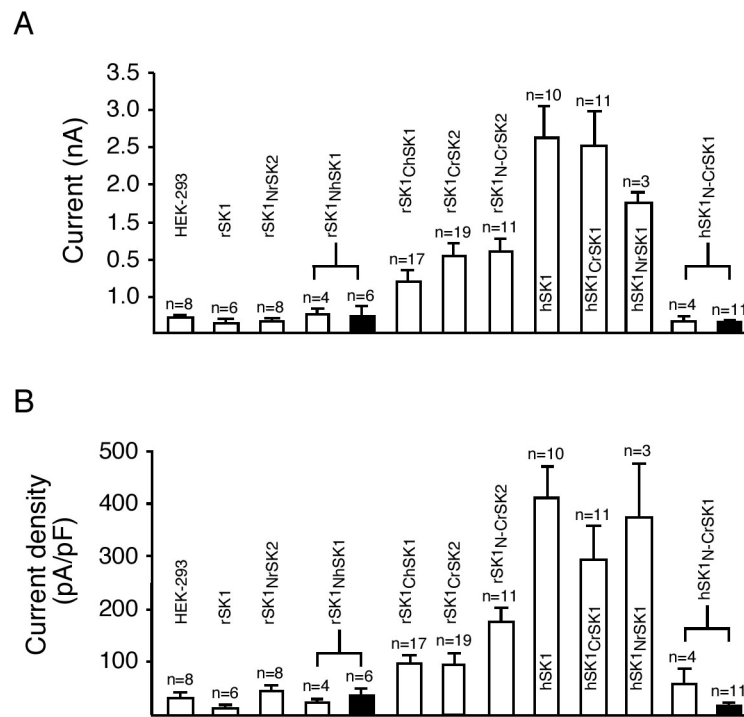 A
Current (nA)
3.5
3.0
2.5
2.0
1.5
0.5
1.0
HEK-293
rSK1
rSK1NrSK2
rSK1NhSK1
rSK1ChSK1
rSK1CrSK2
rSK1N-CrSK2
hSK1
hSK1CrSK1
hSK1NrSK1
hSK1N-CrSK1
n=8
n=6
n=8
n=4
n=6
n=17
n=19
n=11
n=10
n=11
n=3
n=4
n=11
B
Current density
(pA/pF)
500
400
300
200
100
HEK-293
rSK1
rSK1NrSK2
rSK1NhSK1
rSK1ChSK1
rSK1CrSK2
rSK1N-CrSK2
hSK1
hSK1CrSK1
hSK1NrSK1
hSK1N-CrSK1
n=8
n=6
n=8
n=4
n=6
n=17
n=19
n=11
n=10
n=11
n=3
n=4
n=11